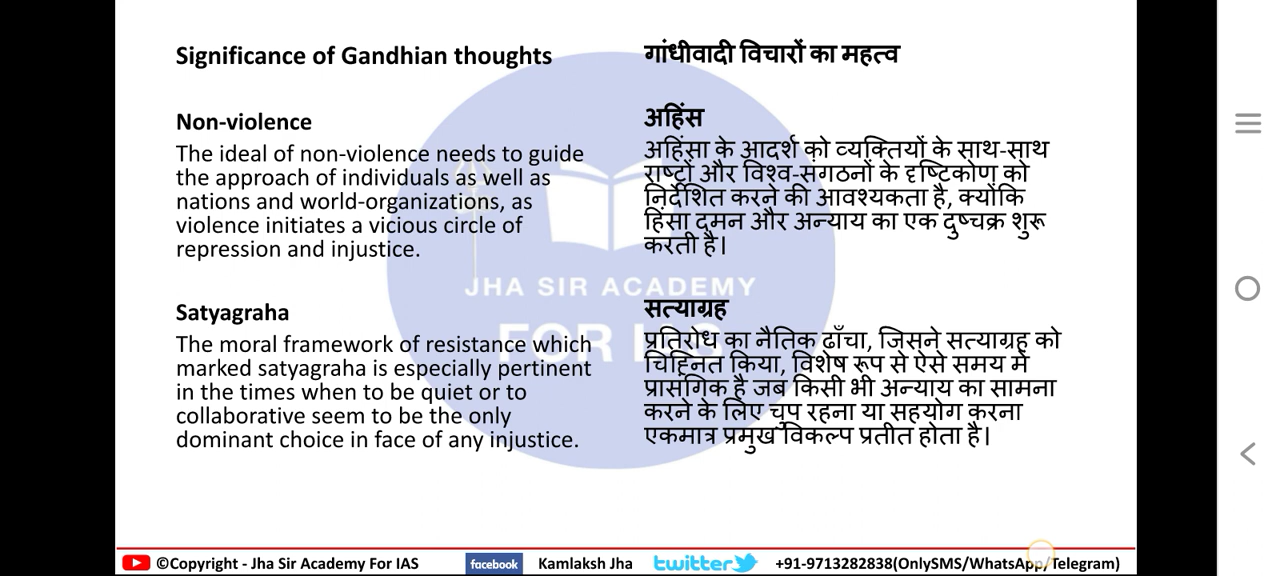 Significance of Gandhian thoughts
Non-violence
The ideal of non-violence needs to guide
the approach of individuals as well as
nations and world-organizations, as
violence initiates a vicious circle of
repression and injustice.
Satyagraha
The moral framework of resistance which
marked satyagraha is especially pertinent
in the times when to be quiet or to
collaborative seem to be the only
dominant choice in face of any injustice.
गांधीवादी विचारों का महत्व
अहिंस
अहिंसा के आदर्श को व्यक्तियों के साथ-साथ
राष्ट्रों और विश्व-संगठनों के दृष्टिकोण को
निर्देशित करने की आवश्यकता है, क्योंकि
हिंसा दमन और अन्याय का एक दुष्चक्र शुरू
करती है।
सत्याग्रह
प्रतिरोध का नैतिक ढाँचा, जिसने सत्याग्रह को
चिह्नित किया, विशेष रूप से ऐसे समय में
प्रासंगिक है जब किसी भी अन्याय का सामना
करने के लिए चुप रहना या सहयोग करना
एकमात्र प्रमुख विकल्प प्रतीत होता है।
JHA SIR ACADEMY
FOR IAS
©Copyright - Jha Sir Academy For IAS facebook Kamlaksh Jha twitter +91-9713282838(OnlySMS/WhatsApp/Telegram)